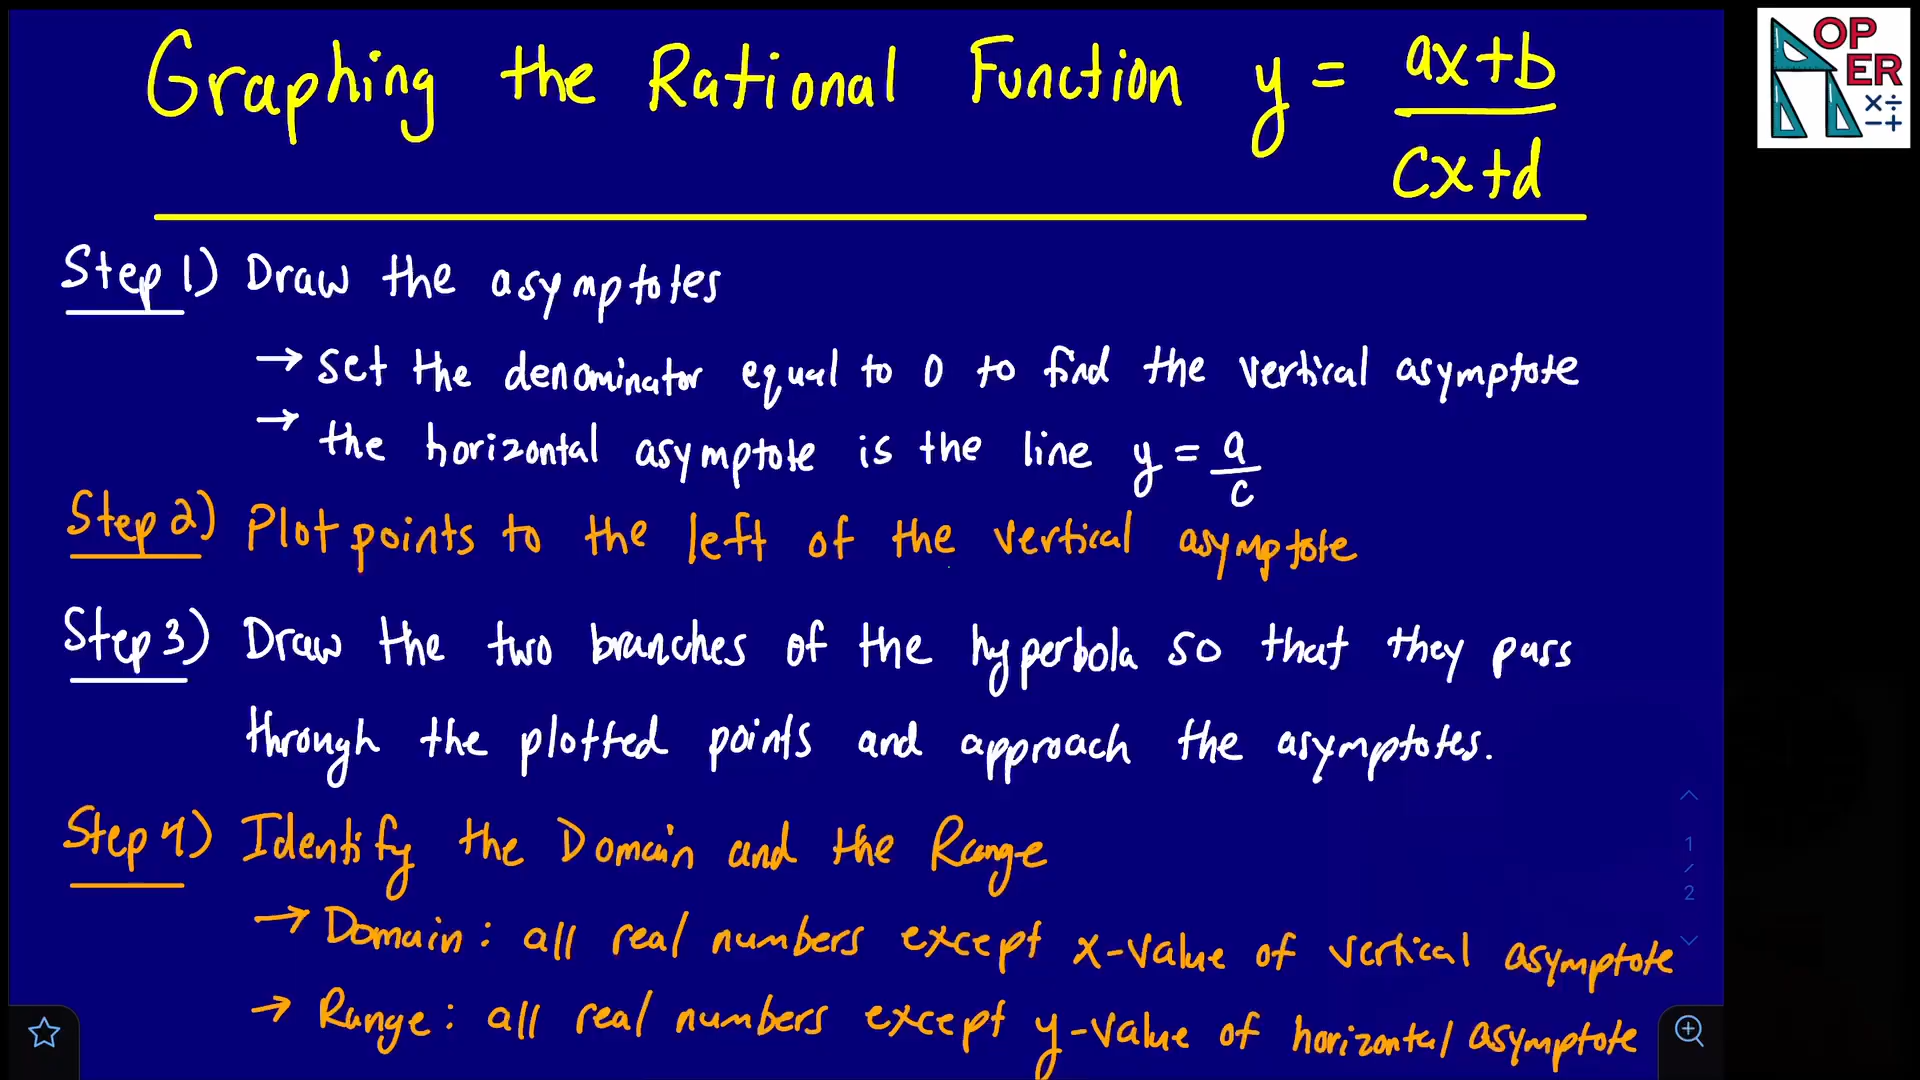 Graphing the Rational Function y = ax+b / cx+d
Step 1) Draw the asymptotes
→ set the denominator equal to 0 to find the vertical asymptote
→ the horizontal asymptote is the line y = a/c
Step 2) Plot points to the left of the vertical asymptote
Step 3) Draw the two branches of the hyperbola so that they pass
through the plotted points and approach the asymptotes.
Step 4) Identify the Domain and the Range
→ Domain: all real numbers except x-value of vertical asymptote
→ Range: all real numbers except y-value of horizontal asymptote
OP
ER
×÷
−+
1
/
2